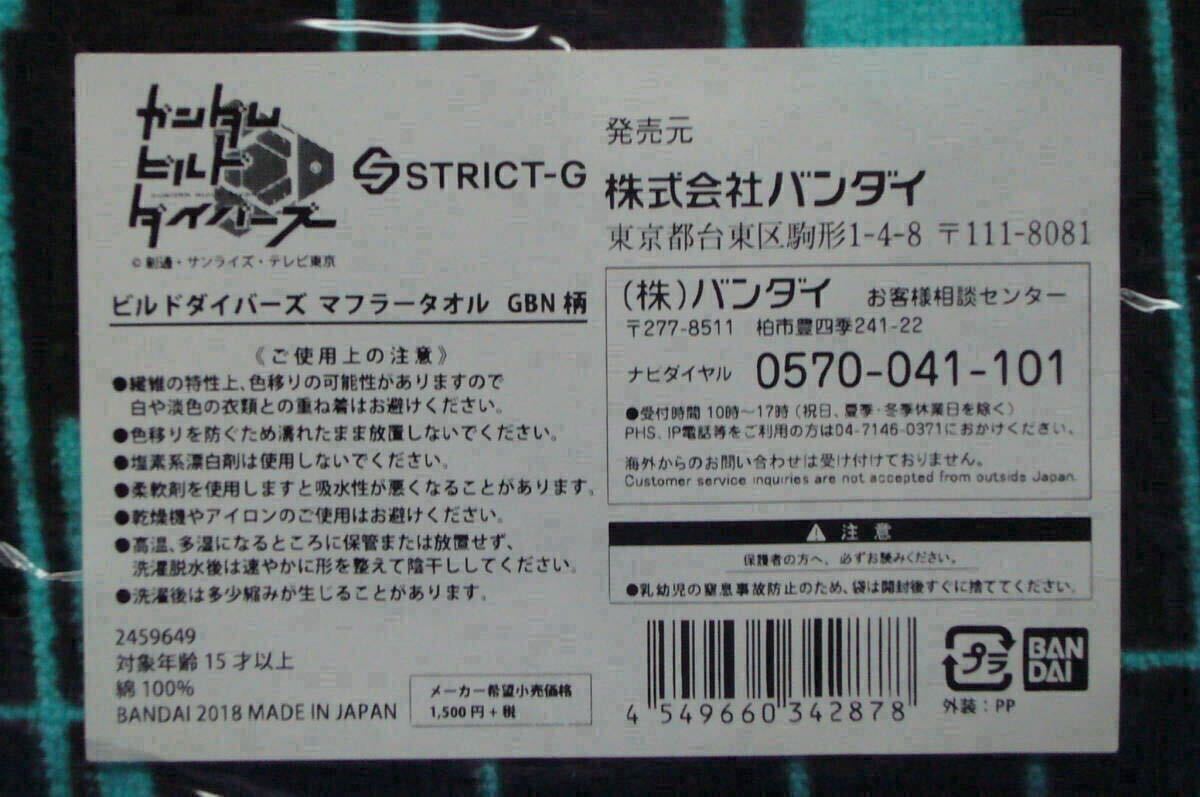 ガンダム
ビルド
ダイバーズ
STRICT-G
©創通・サンライズ・テレビ東京
ビルドダイバーズ マフラータオル GBN柄
《ご使用上の注意》
●繊維の特性上、色移りの可能性がありますので
白や淡色の衣類との重ね着はお避けください。
●色移りを防ぐため濡れたまま放置しないでください。
●塩素系漂白剤は使用しないでください。
●柔軟剤を使用しますと吸水性が悪くなることがあります。
●乾燥機やアイロンのご使用はお避けください。
●高温、多湿になるところに保管または放置せず、
洗濯脱水後は速やかに形を整えて陰干ししてください。
●洗濯後は多少縮みが生じることがあります。
2459649
対象年齢15才以上
綿100%
BANDAI 2018 MADE IN JAPAN
メーカー希望小売価格
1,500円+税
発売元
株式会社バンダイ
東京都台東区駒形1-4-8 〒111-8081
(株)バンダイ お客様相談センター
〒277-8511 柏市豊四季241-22
ナビダイヤル 0570-041-101
●受付時間 10時～17時(祝日、夏季・冬季休業日を除く)
PHS、IP電話等をご利用の方は04-7146-0371におかけください。
海外からのお問い合わせは受け付けておりません。
Customer service inquiries are not accepted from outside Japan.
注意
保護者の方へ 必ずお読みください。
●乳幼児の窒息事故防止のため、袋は開封後すぐに捨ててください。
4 549660 342878
プラ
外装：PP
BAN
DAI